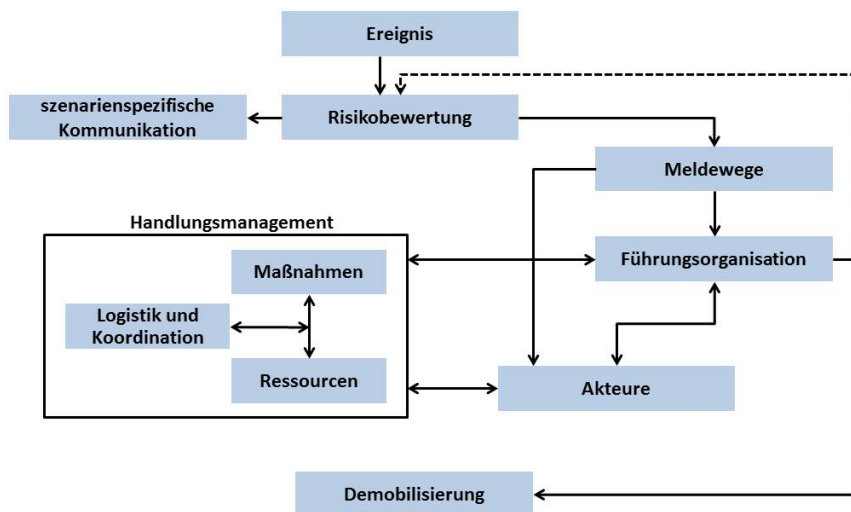 Ereignis
szenarienspezifische
Kommunikation
Risikobewertung
Meldewege
Handlungsmanagement
Maßnahmen
Führungsorganisation
Logistik und
Koordination
Ressourcen
Akteure
Demobilisierung